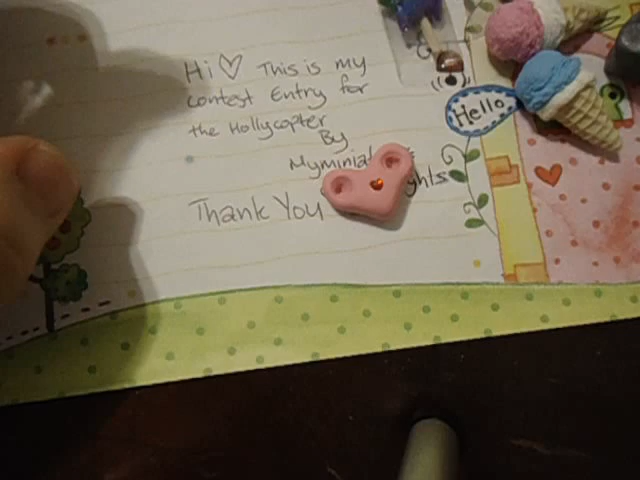 Hi♡ This is my
contest Entry for
the Hollycopter
By
Thank You
Hello